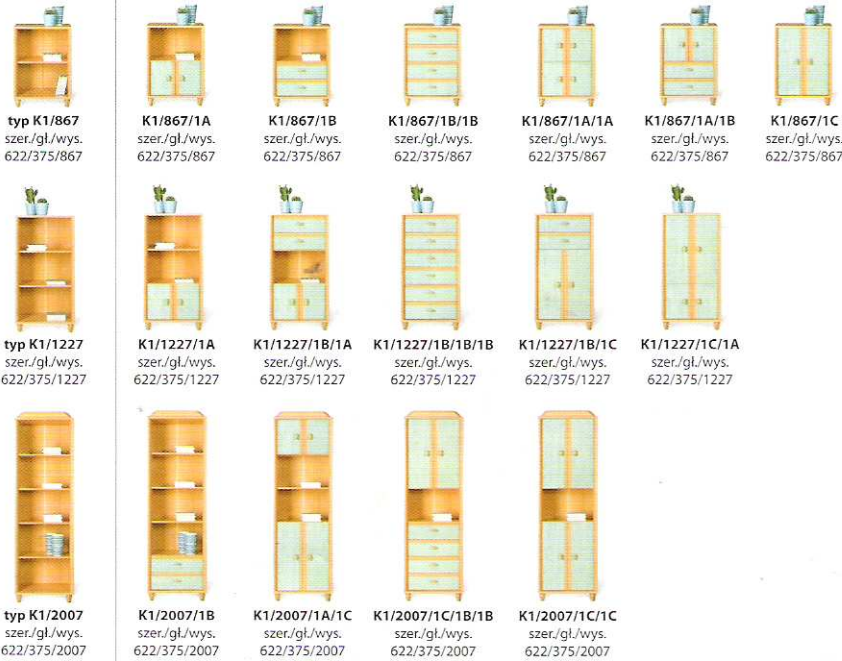 typ K1/867
szer./gł./wys.
622/375/867
K1/867/1A
szer./gł./wys.
622/375/867
K1/867/1B
szer./gł./wys.
622/375/867
K1/867/1B/1B
szer./gł./wys.
622/375/867
K1/867/1A/1A
szer./gł./wys.
622/375/867
K1/867/1A/1B
szer./gł./wys.
622/375/867
K1/867/1C
szer./gł./wys.
622/375/867
typ K1/1227
szer./gł./wys.
622/375/1227
K1/1227/1A
szer./gł./wys.
622/375/1227
K1/1227/1B/1A
szer./gł./wys.
622/375/1227
K1/1227/1B/1B/1B
szer./gł./wys.
622/375/1227
K1/1227/1B/1C
szer./gł./wys.
622/375/1227
K1/1227/1C/1A
szer./gł./wys.
622/375/1227
typ K1/2007
szer./gł./wys.
622/375/2007
K1/2007/1B
szer./gł./wys.
622/375/2007
K1/2007/1A/1C
szer./gł./wys.
622/375/2007
K1/2007/1C/1B/1B
szer./gł./wys.
622/375/2007
K1/2007/1C/1C
szer./gł./wys.
622/375/2007